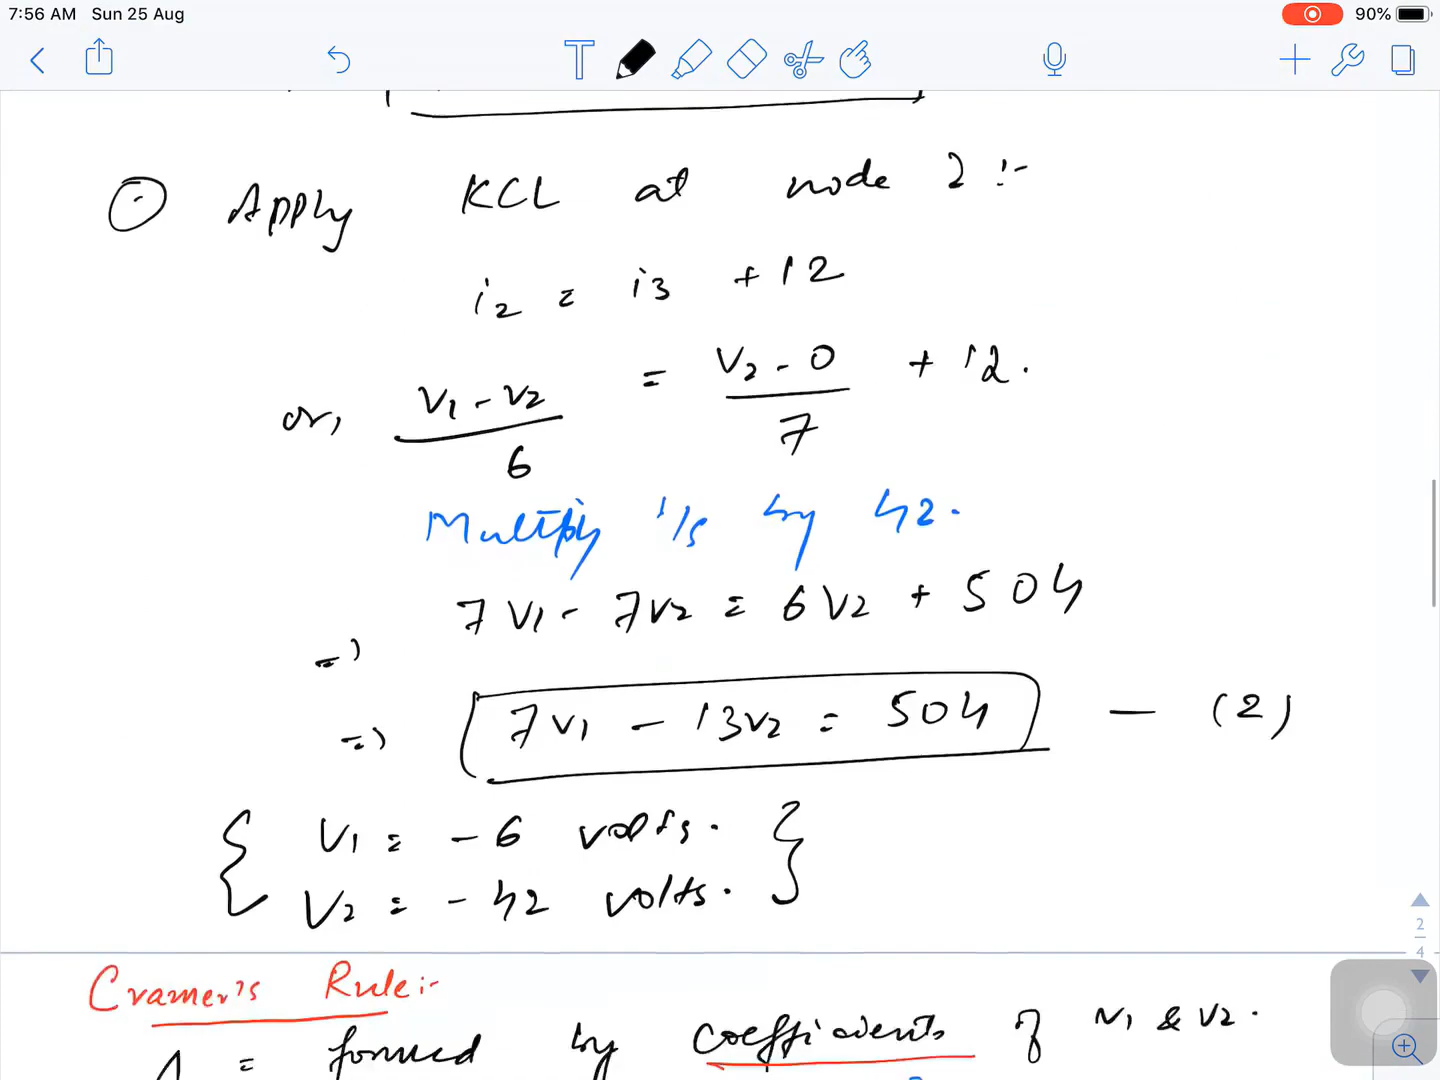 7:56 AM Sun 25 Aug
90%
T
Apply KCL at node 2 :-
i2 = i3 + 12
or, V1 - V2 / 6 = V2 - 0 / 7 + 12.
Multiply by 42.
7V1 - 7V2 = 6V2 + 504
=>
=> 7V1 - 13V2 = 504 — (2)
{ V1 = -6 volts. }
{ V2 = -42 volts. }
2
4
Cramer's Rule:-
= formed by coefficients of V1 & V2.